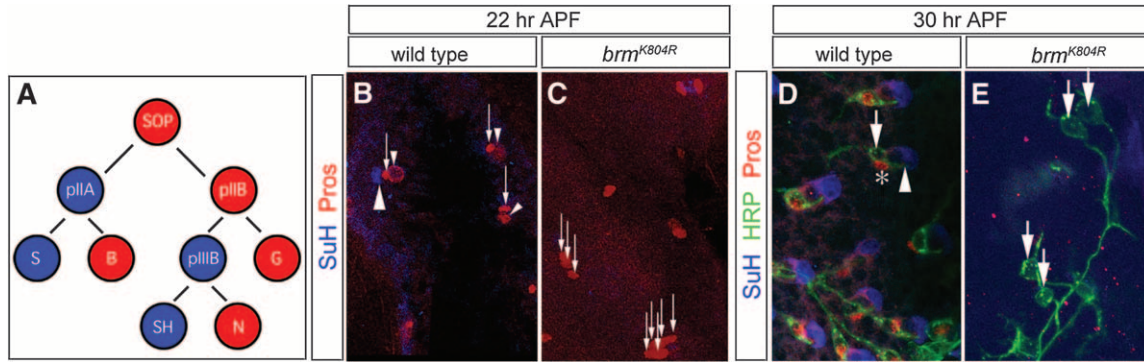 22 hr APF
30 hr APF
wild type
brmK804R
wild type
brmK804R
A
SOP
pIIA
pIIB
S
B
pIIIB
G
SH
N
SuH Pros
B
C
SuH HRP Pros
D
*
E